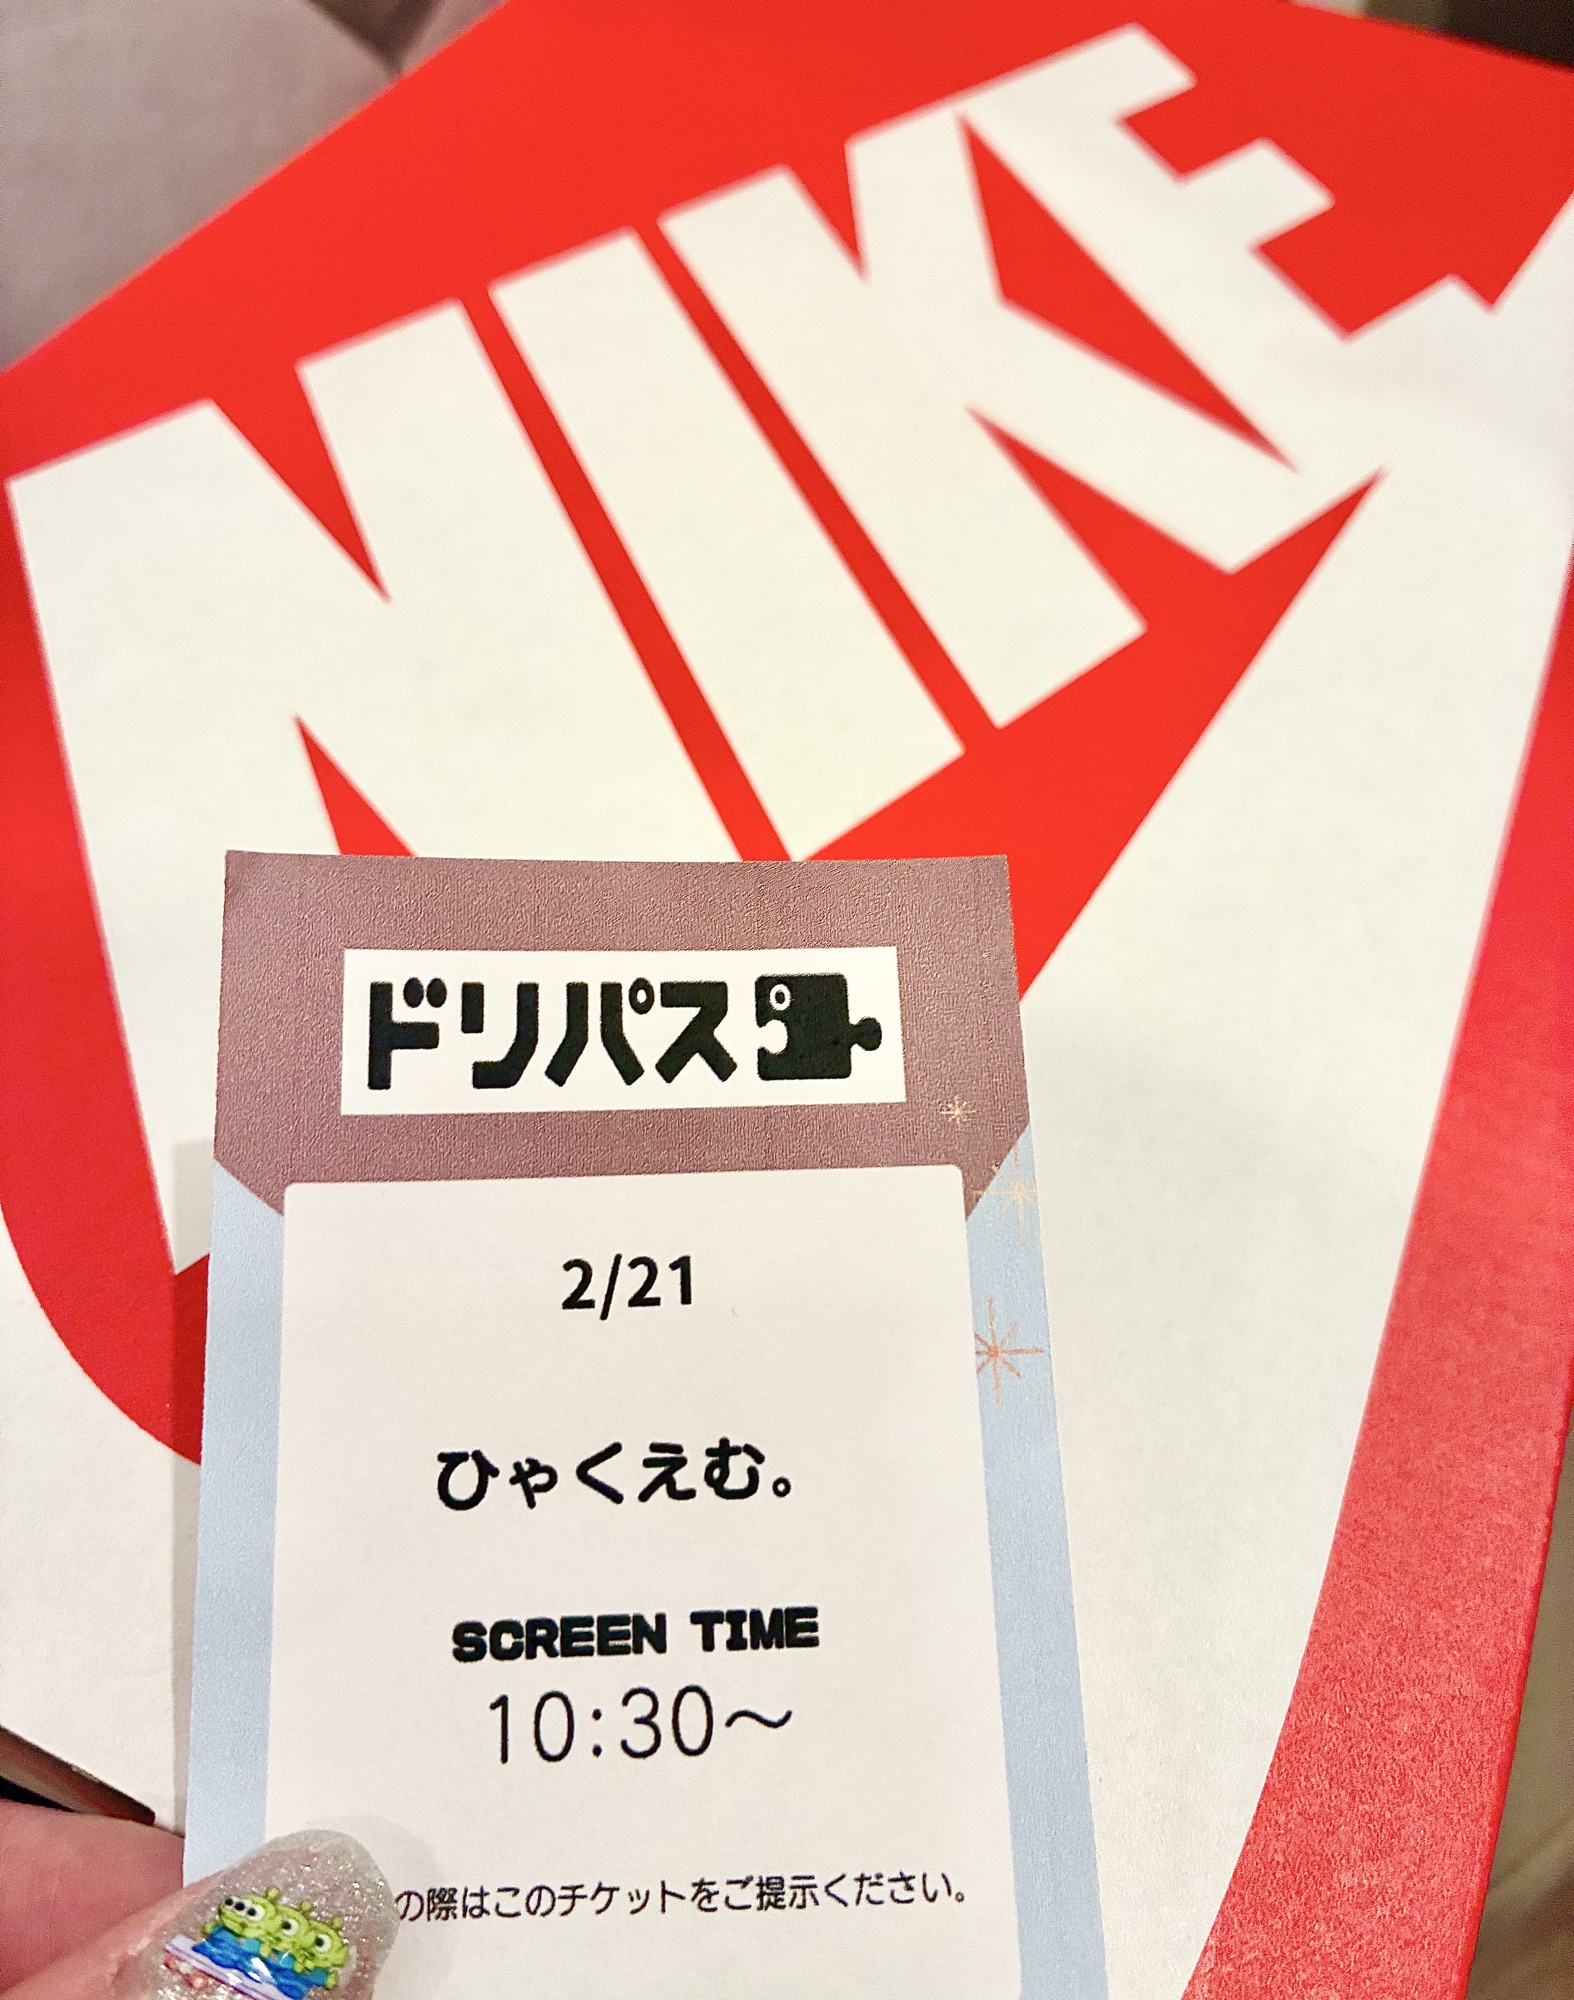 NIKE
ドリパス
2/21
ひゃくえむ。
SCREEN TIME
10:30〜
の際はこのチケットをご提示ください。